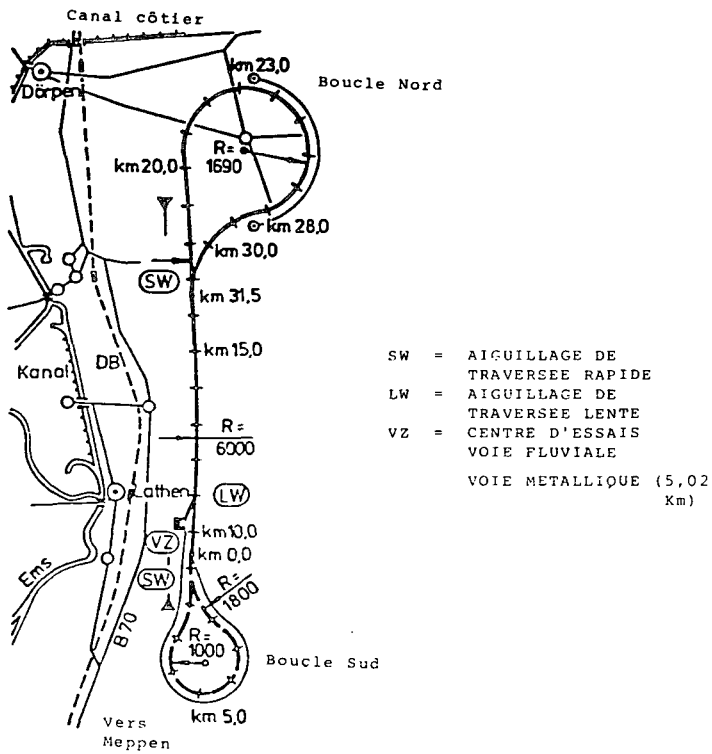 Canal côtier
km 23,0
Boucle Nord
Dörpen
R=
1690
km 20,0
km 28,0
km 30,0
SW
km 31,5
DB
km 15,0
Kanal
R=
6000
Lathen
LW
km 10,0
VZ
km 0,0
Ems
SW
R=
1800
B70
R=
1000
Boucle Sud
km 5,0
Vers
Meppen
SW = AIGUILLAGE DE
TRAVERSEE RAPIDE
LW = AIGUILLAGE DE
TRAVERSEE LENTE
VZ = CENTRE D'ESSAIS
VOIE FLUVIALE
VOIE METALLIQUE (5,02
Km)